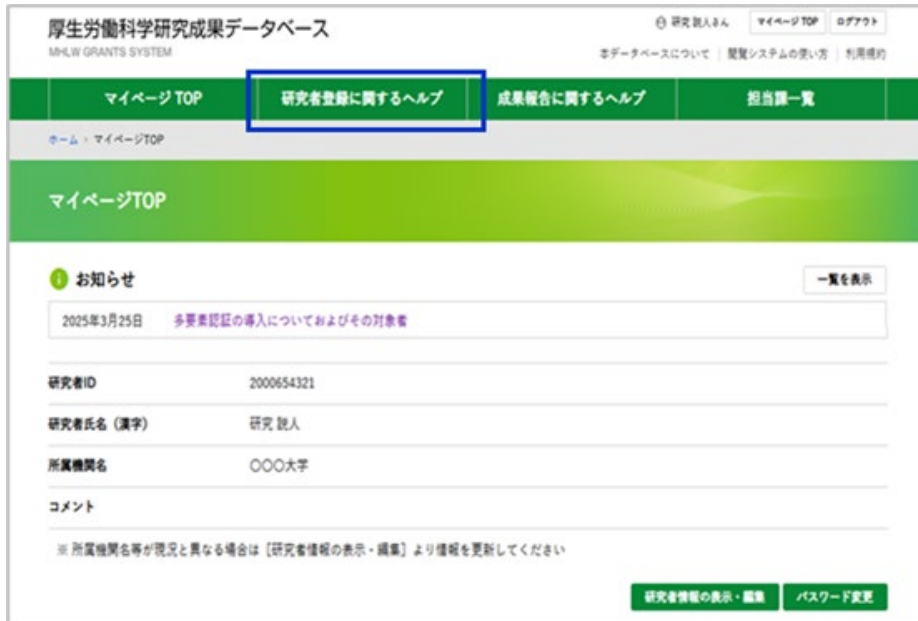 厚生労働科学研究成果データベース
MHLW GRANTS SYSTEM
研究 説人さん マイページ TOP ログアウト
本データベースについて | 閲覧システムの使い方 | 利用規約
マイページ TOP 研究者登録に関するヘルプ 成果報告に関するヘルプ 担当課一覧
ホーム › マイページTOP
マイページTOP
お知らせ 一覧を表示
2025年3月25日 多要素認証の導入についておよびその対象者
研究者ID 2000654321
研究者氏名（漢字） 研究 説人
所属機関名 〇〇〇大学
コメント
※ 所属機関名等が現況と異なる場合は［研究者情報の表示・編集］より情報を更新してください
研究者情報の表示・編集 パスワード変更